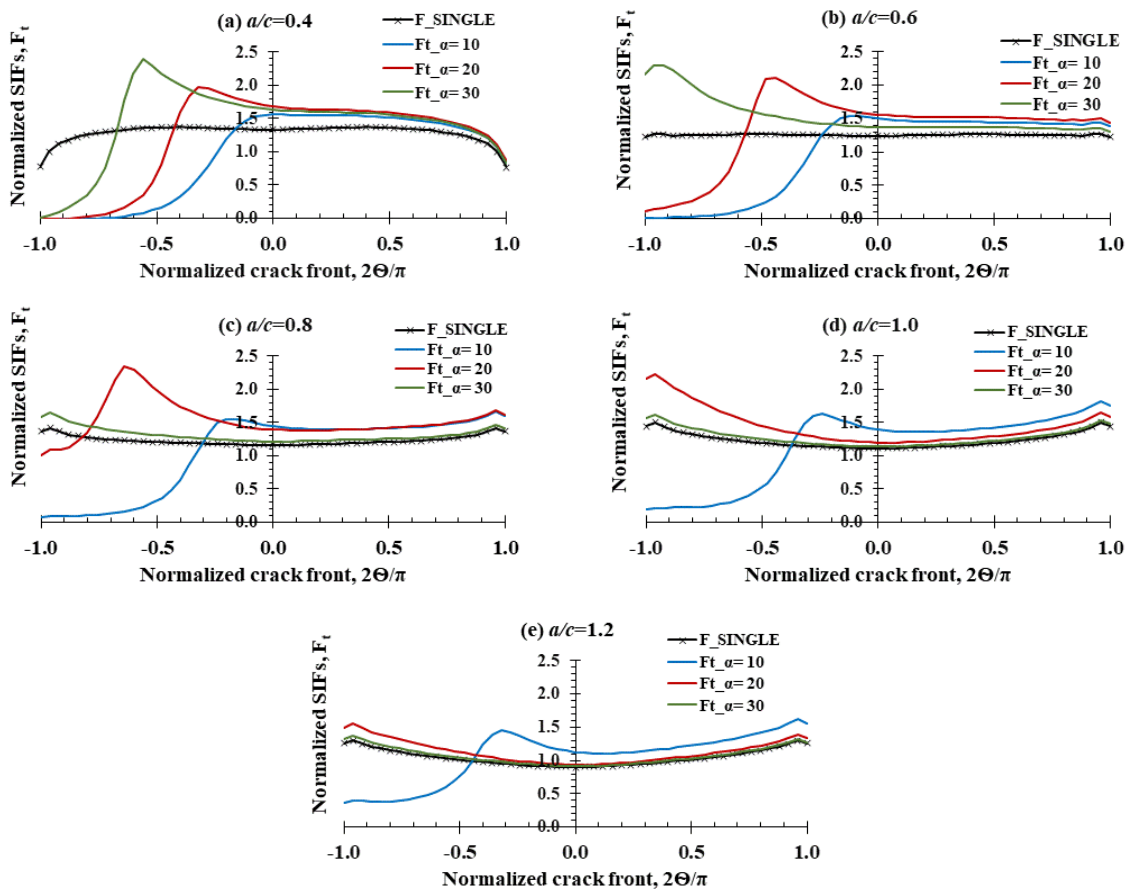 (a) a/c=0.4
Normalized SIFs, Ft
F_SINGLE
Ft_α= 10
Ft_α= 20
Ft_α= 30
2.5
2.0
1.5
1.0
0.5
0.0
-1.0 -0.5 0.0 0.5 1.0
Normalized crack front, 2Θ/π
(b) a/c=0.6
Normalized SIFs, Ft
F_SINGLE
Ft_α= 10
Ft_α= 20
Ft_α= 30
2.5
2.0
1.5
1.0
0.5
0.0
-1.0 -0.5 0.0 0.5 1.0
Normalized crack front, 2Θ/π
(c) a/c=0.8
Normalized SIFs, Ft
F_SINGLE
Ft_α= 10
Ft_α= 20
Ft_α= 30
2.5
2.0
1.5
1.0
0.5
0.0
-1.0 -0.5 0.0 0.5 1.0
Normalized crack front, 2Θ/π
(d) a/c=1.0
Normalized SIFs, Ft
F_SINGLE
Ft_α= 10
Ft_α= 20
Ft_α= 30
2.5
2.0
1.5
1.0
0.5
0.0
-1.0 -0.5 0.0 0.5 1.0
Normalized crack front, 2Θ/π
(e) a/c=1.2
Normalized SIFs, Ft
F_SINGLE
Ft_α= 10
Ft_α= 20
Ft_α= 30
2.5
2.0
1.5
1.0
0.5
0.0
-1.0 -0.5 0.0 0.5 1.0
Normalized crack front, 2Θ/π